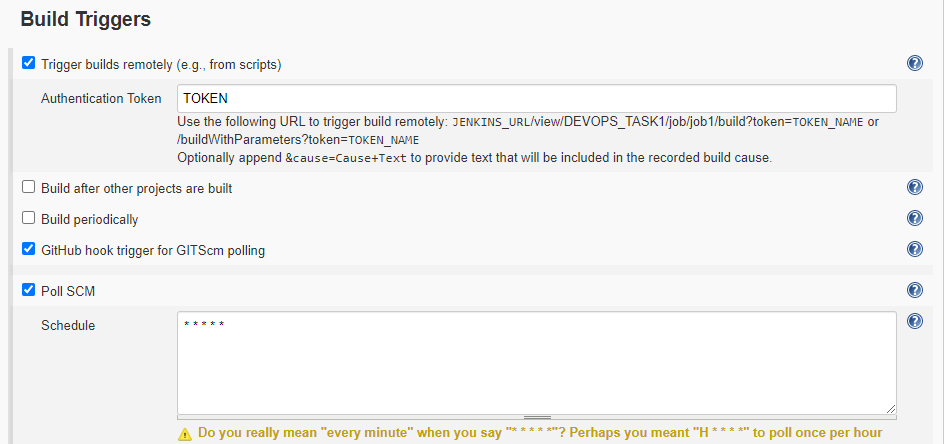 Build Triggers
Trigger builds remotely (e.g., from scripts)
Authentication Token
TOKEN
Use the following URL to trigger build remotely: JENKINS_URL/view/DEVOPS_TASK1/job/job1/build?token=TOKEN_NAME or
/buildWithParameters?token=TOKEN_NAME
Optionally append &cause=Cause+Text to provide text that will be included in the recorded build cause.
Build after other projects are built
Build periodically
GitHub hook trigger for GITScm polling
Poll SCM
Schedule
* * * * *
Do you really mean "every minute" when you say "* * * * *"? Perhaps you meant "H * * * *" to poll once per hour